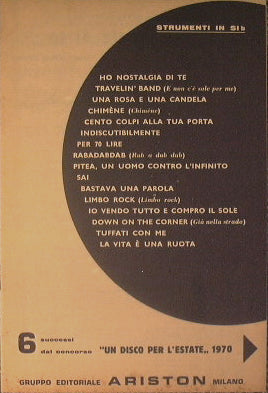 STRUMENTI IN SIb
HO NOSTALGIA DI TE
TRAVELIN' BAND (E non c'è sole per me)
UNA ROSA E UNA CANDELA
CHIMÈNE (Chimène)
CENTO COLPI ALLA TUA PORTA
INDISCUTIBILMENTE
PER 70 LIRE
RABADABDAB (Rub a dub dub)
PITEA, UN UOMO CONTRO L'INFINITO
SAI
BASTAVA UNA PAROLA
LIMBO ROCK (Limbo rock)
IO VENDO TUTTO E COMPRO IL SOLE
DOWN ON THE CORNER (Giù nella strada)
TUFFATI CON ME
LA VITA È UNA RUOTA
6 successi
del concorso "UN DISCO PER L'ESTATE,, 1970
GRUPPO EDITORIALE ARISTON MILANO